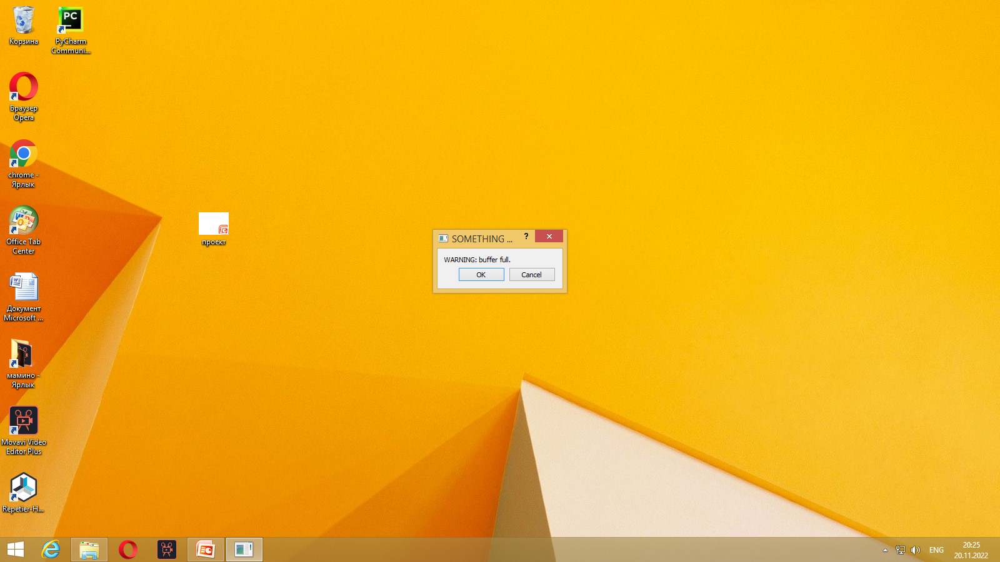 Корзина
PC
PyCharm
Communi...
Браузер
Opera
chrome -
Ярлык
Office Tab
Center
проект
SOMETHING ...
?
WARNING: buffer full.
OK
Cancel
Документ
Microsoft ...
мамино -
Ярлык
Movavi Video
Editor Plus
Repetier-H...
ENG
20:25
20.11.2022